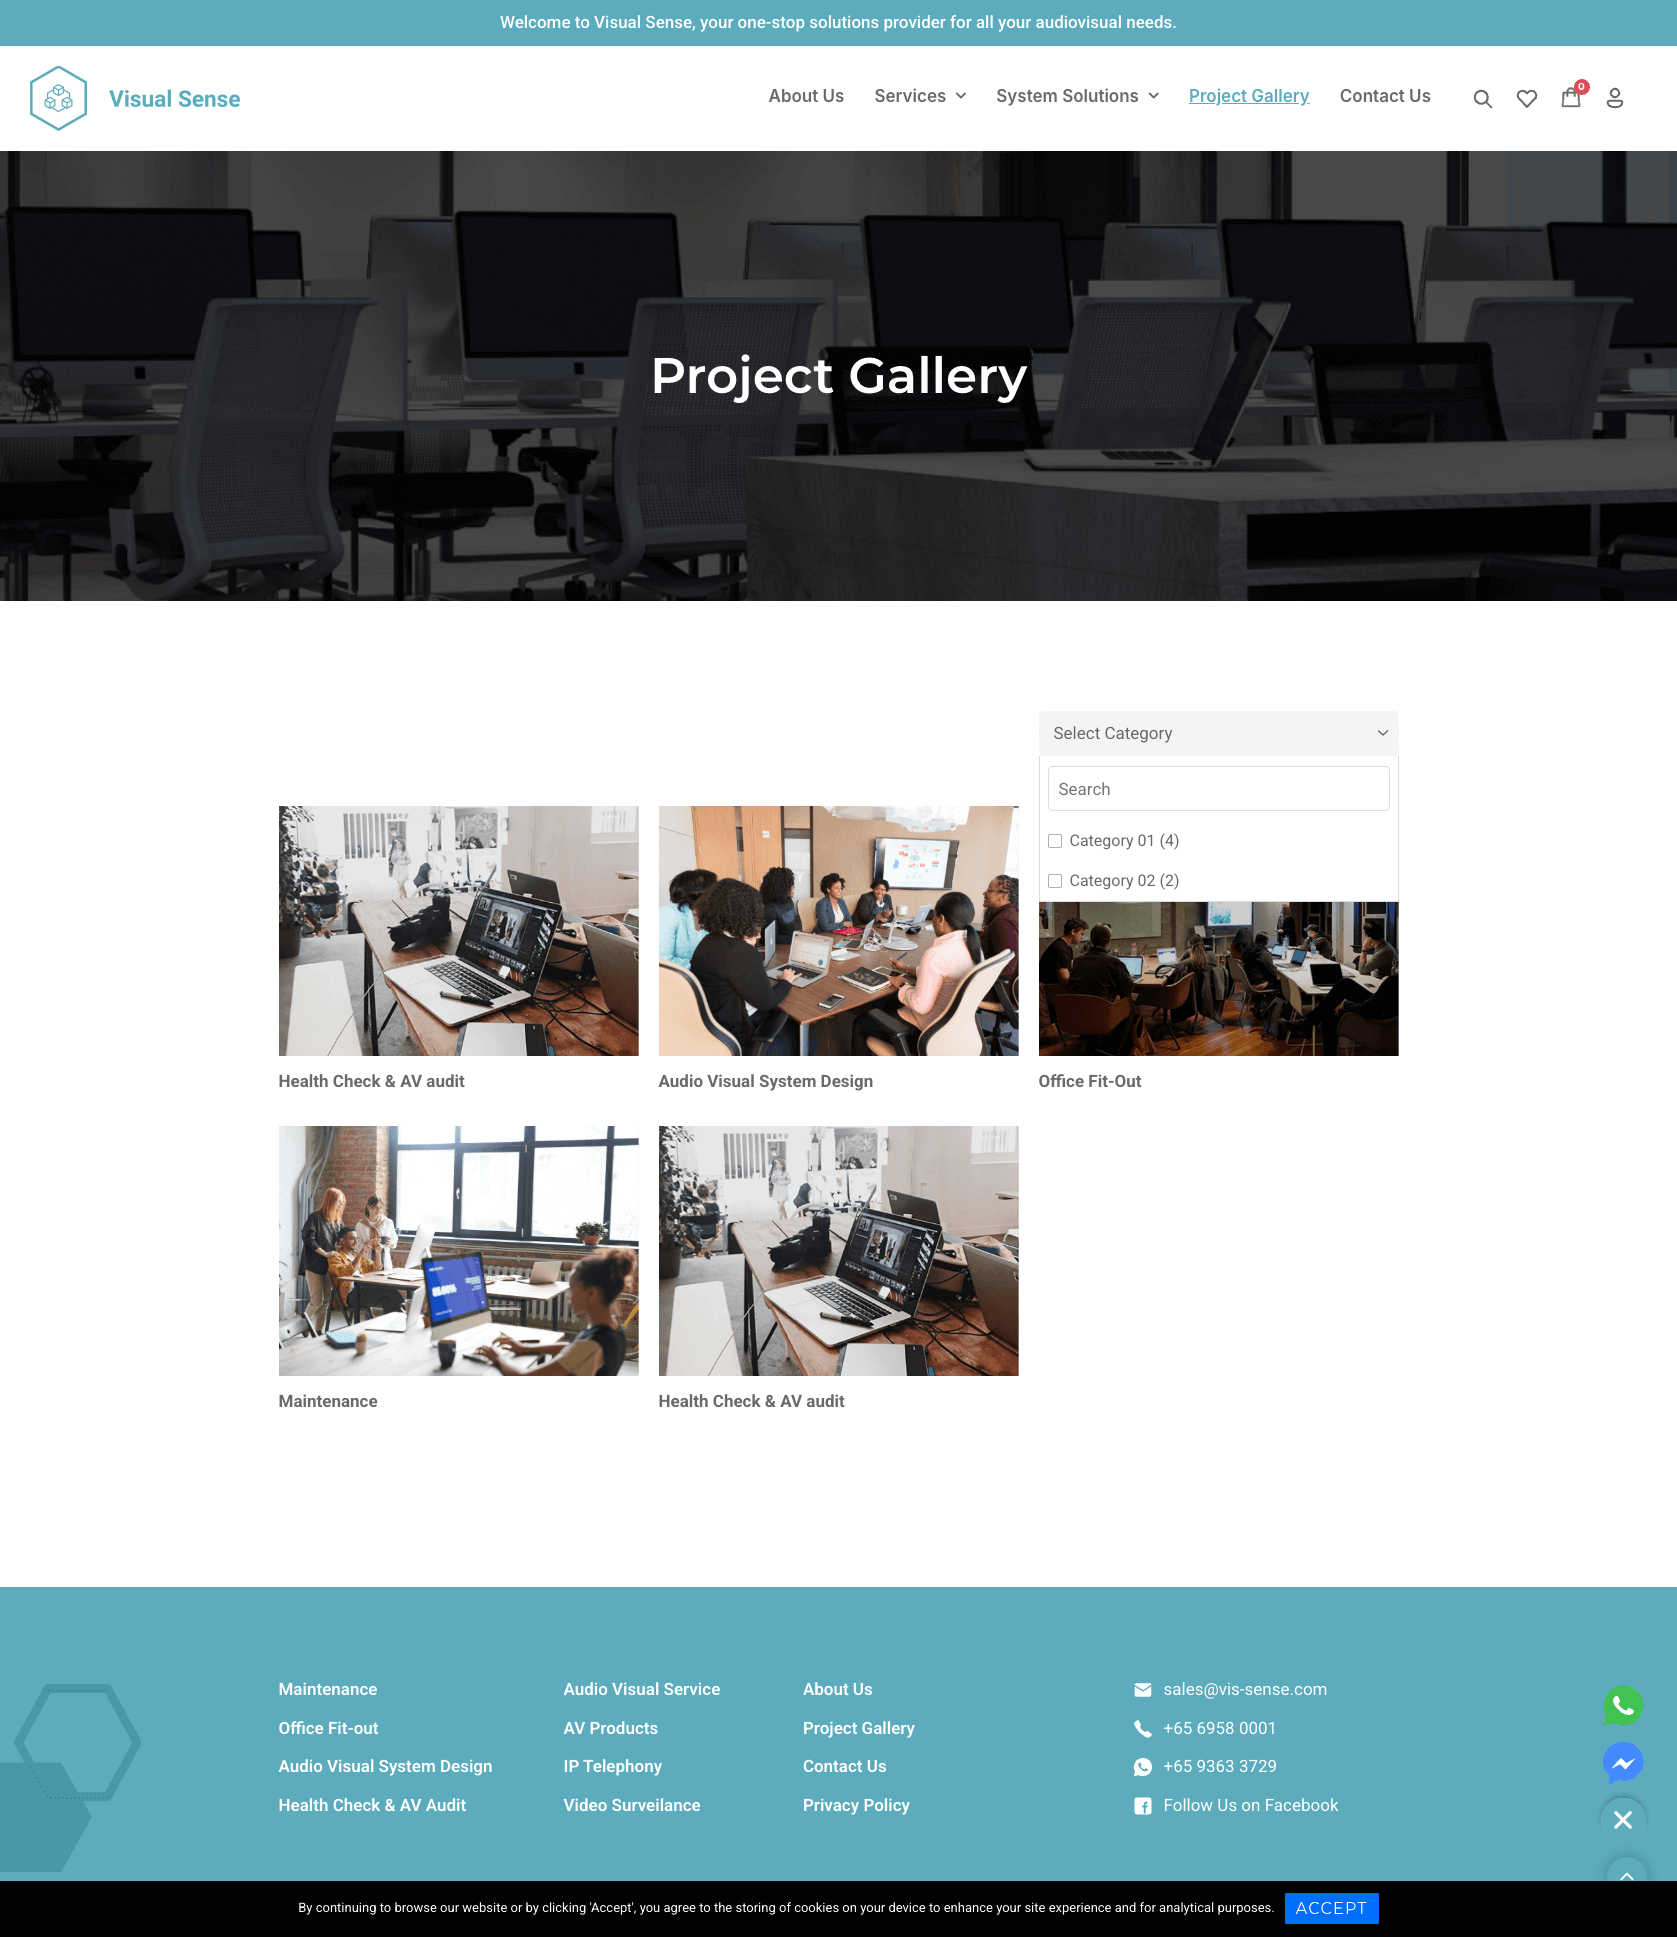 Welcome to Visual Sense, your one-stop solutions provider for all your audiovisual needs.
Visual Sense
About Us
Services
System Solutions
Project Gallery
Contact Us
0
Project Gallery
Select Category
Search
Category 01 (4)
Category 02 (2)
Health Check & AV audit
Audio Visual System Design
Office Fit-Out
Maintenance
Health Check & AV audit
Maintenance
Office Fit-out
Audio Visual System Design
Health Check & AV Audit
Audio Visual Service
AV Products
IP Telephony
Video Surveilance
About Us
Project Gallery
Contact Us
Privacy Policy
sales@vis-sense.com
+65 6958 0001
+65 9363 3729
Follow Us on Facebook
By continuing to browse our website or by clicking 'Accept', you agree to the storing of cookies on your device to enhance your site experience and for analytical purposes.
ACCEPT